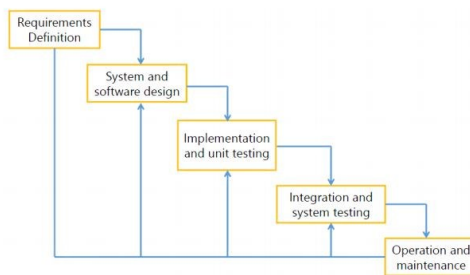 Requirements
Definition
System and
software design
Implementation
and unit testing
Integration and
system testing
Operation and
maintenance